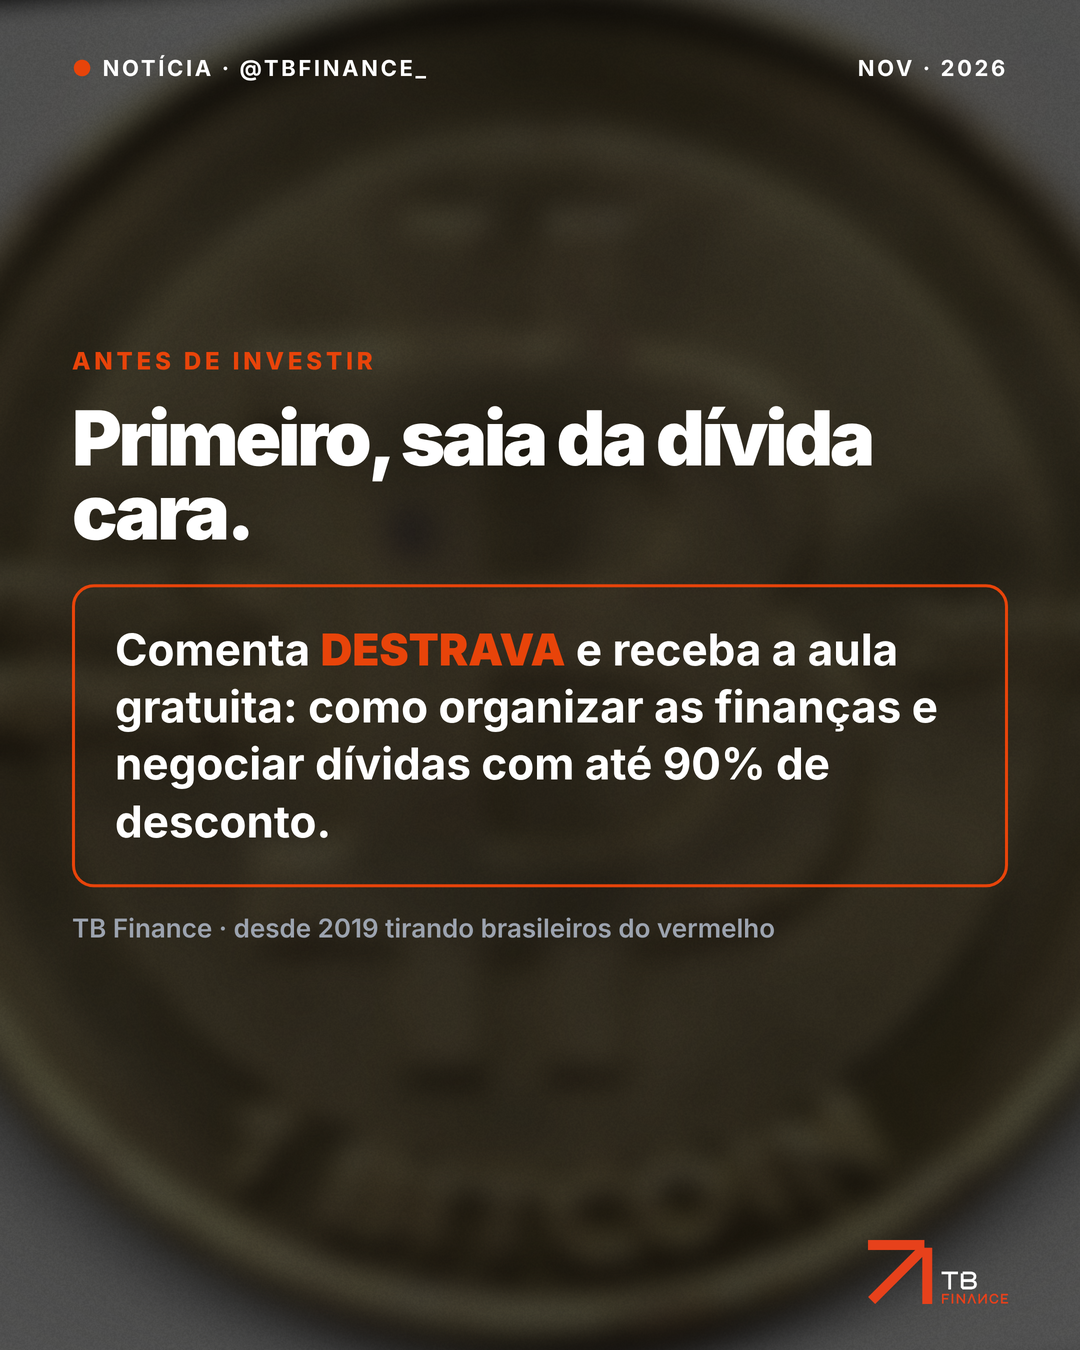 NOTÍCIA · @TBFINANCE_
NOV · 2026
ANTES DE INVESTIR
Primeiro, saia da dívida
cara.
Comenta DESTRAVA e receba a aula
gratuita: como organizar as finanças e
negociar dívidas com até 90% de
desconto.
TB Finance · desde 2019 tirando brasileiros do vermelho
TB
FINANCE